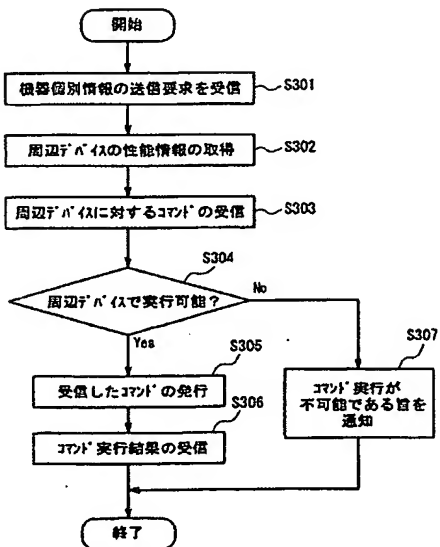 開始
機器個別情報の送信要求を受信
S301
周辺デバイスの性能情報の取得
S302
周辺デバイスに対するコマンドの受信
S303
S304
周辺デバイスで実行可能？
No
Yes
S305
受信したコマンドの発行
S306
コマンド実行結果の受信
S307
コマンド実行が
不可能である旨を
通知
終了